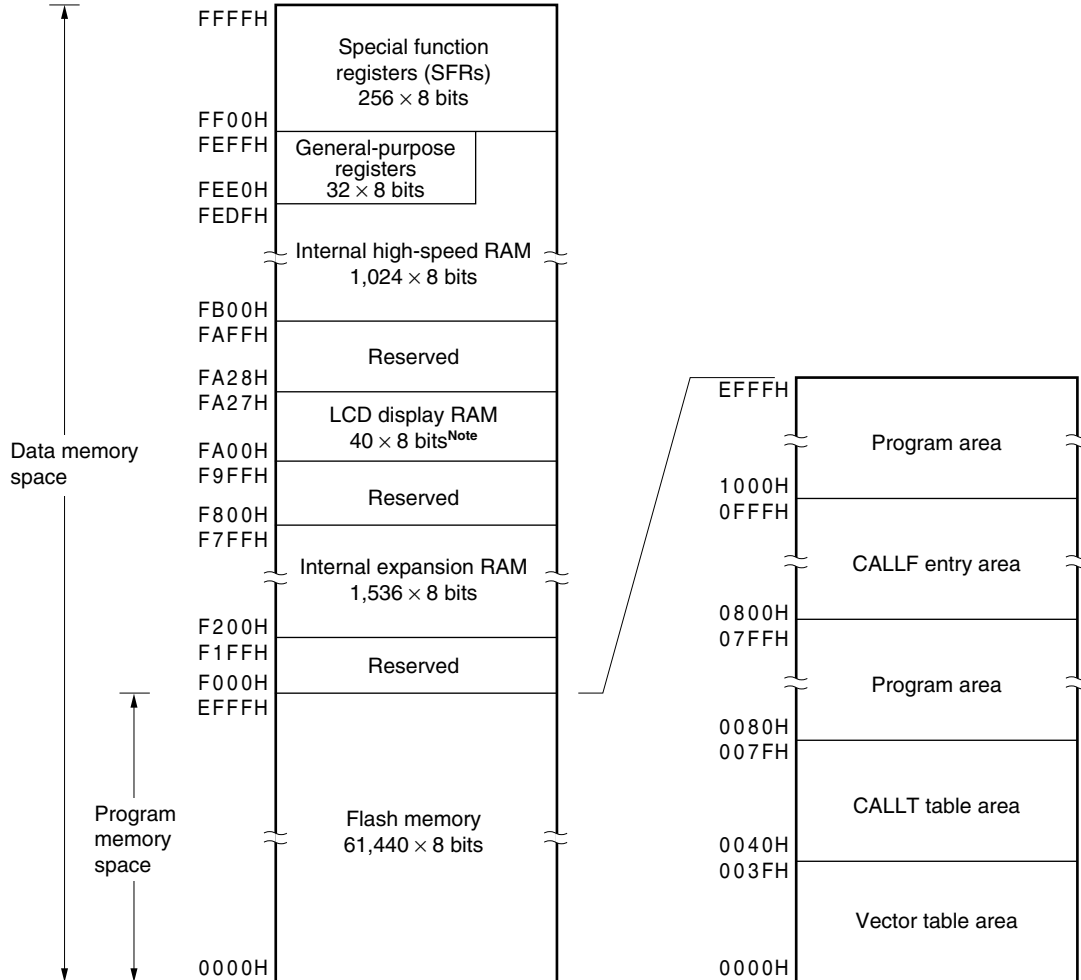 FFFFH
Special function
registers (SFRs)
256 × 8 bits
FF00H
FEFFH
General-purpose
registers
32 × 8 bits
FEE0H
FEDFH
Internal high-speed RAM
1,024 × 8 bits
FB00H
FAFFH
Reserved
FA28H
FA27H
LCD display RAM
40 × 8 bitsNote
FA00H
F9FFH
Reserved
F800H
F7FFH
Internal expansion RAM
1,536 × 8 bits
F200H
F1FFH
Reserved
F000H
EFFFH
Flash memory
61,440 × 8 bits
0000H
Data memory
space
Program
memory
space
EFFFH
Program area
1000H
0FFFH
CALLF entry area
0800H
07FFH
Program area
0080H
007FH
CALLT table area
0040H
003FH
Vector table area
0000H